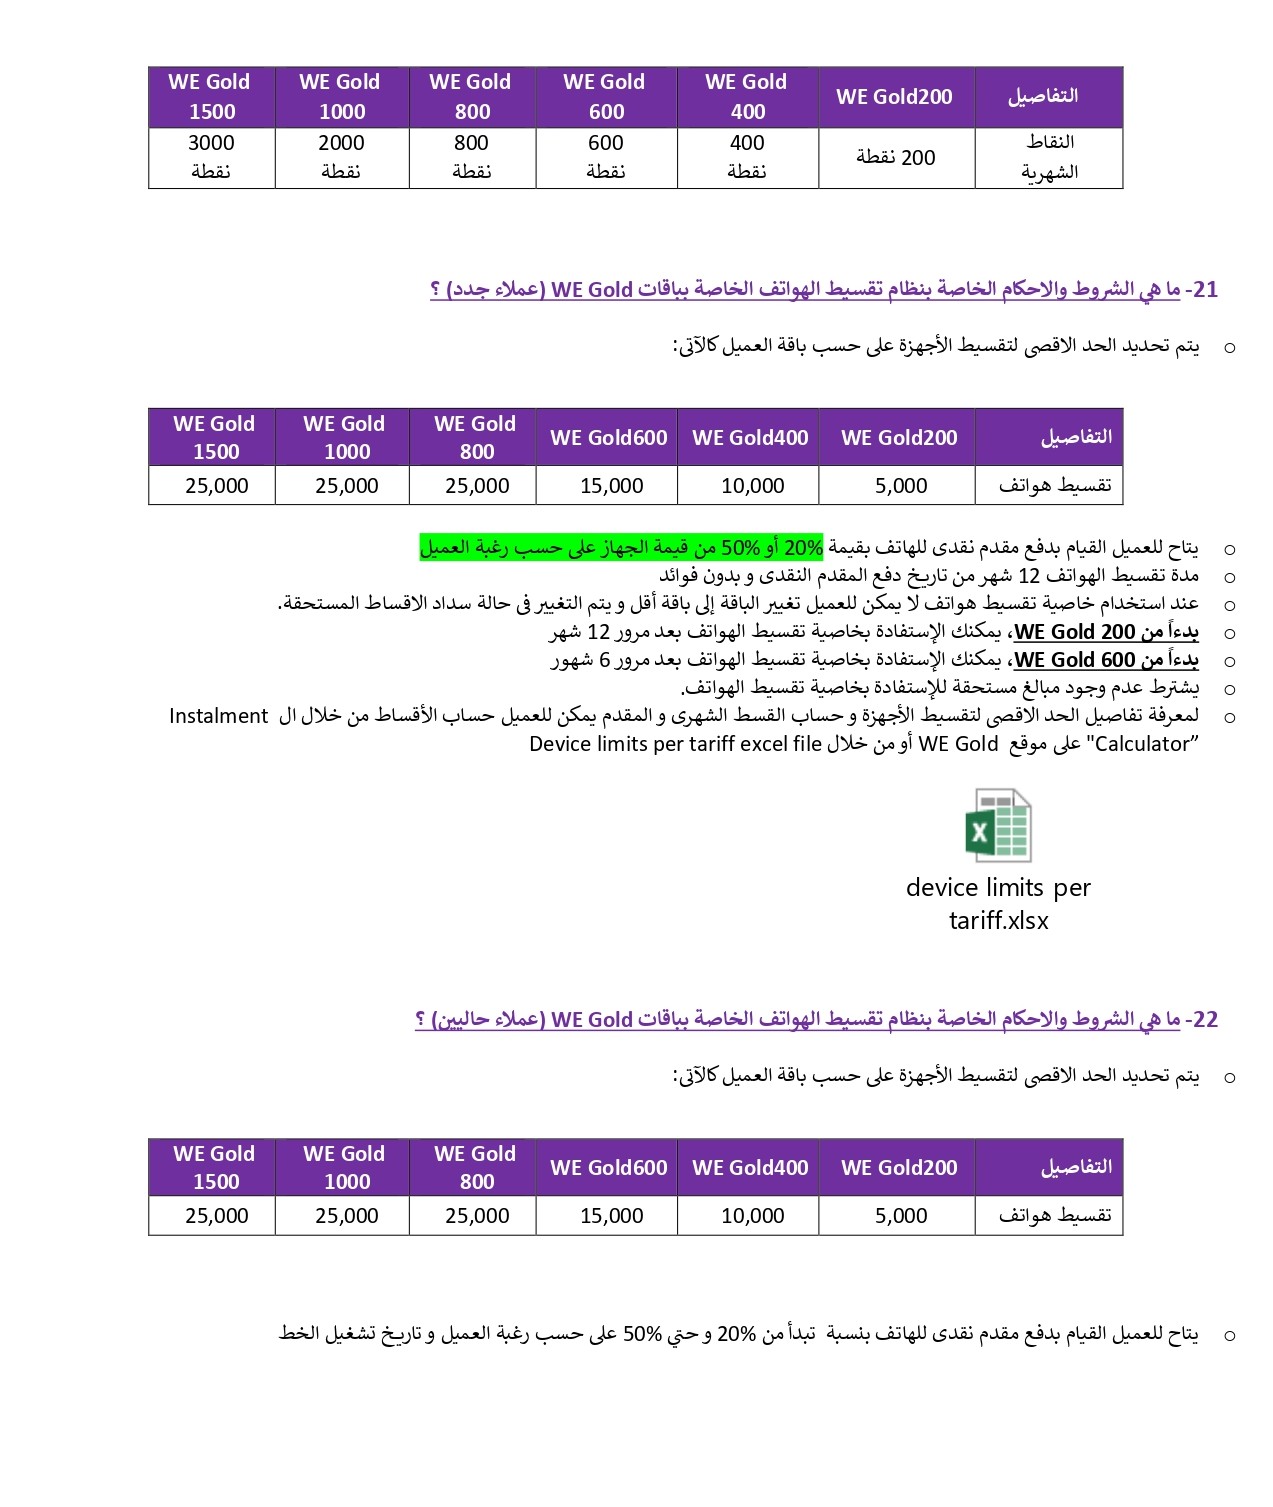 التفاصيل WE Gold200 WE Gold 400 WE Gold 600 WE Gold 800 WE Gold 1000 WE Gold 1500
النقاط الشهرية 200 نقطة 400 نقطة 600 نقطة 800 نقطة 2000 نقطة 3000 نقطة
21- ما هي الشروط والاحكام الخاصة بنظام تقسيط الهواتف الخاصة بباقات WE Gold (عملاء جدد) ؟
o يتم تحديد الحد الاقصى لتقسيط الأجهزة على حسب باقة العميل كالآتى:
التفاصيل WE Gold200 WE Gold400 WE Gold600 WE Gold 800 WE Gold 1000 WE Gold 1500
تقسيط هواتف 5,000 10,000 15,000 25,000 25,000 25,000
o يتاح للعميل القيام بدفع مقدم نقدى للهاتف بقيمة 20% أو 50% من قيمة الجهاز على حسب رغبة العميل
o مدة تقسيط الهواتف 12 شهر من تاريخ دفع المقدم النقدى و بدون فوائد
o عند استخدام خاصية تقسيط هواتف لا يمكن للعميل تغيير الباقة إلى باقة أقل و يتم التغيير فى حالة سداد الاقساط المستحقة.
o بدءاً من WE Gold 200، يمكنك الإستفادة بخاصية تقسيط الهواتف بعد مرور 12 شهر
o بدءاً من WE Gold 600، يمكنك الإستفادة بخاصية تقسيط الهواتف بعد مرور 6 شهور
o يشترط عدم وجود مبالغ مستحقة للإستفادة بخاصية تقسيط الهواتف.
o لمعرفة تفاصيل الحد الاقصى لتقسيط الأجهزة و حساب القسط الشهرى و المقدم يمكن للعميل حساب الأقساط من خلال ال Instalment
Calculator" على موقع WE Gold أو من خلال Device limits per tariff excel file”
device limits per
tariff.xlsx
22- ما هي الشروط والاحكام الخاصة بنظام تقسيط الهواتف الخاصة بباقات WE Gold (عملاء حاليين) ؟
o يتم تحديد الحد الاقصى لتقسيط الأجهزة على حسب باقة العميل كالآتى:
التفاصيل WE Gold200 WE Gold400 WE Gold600 WE Gold 800 WE Gold 1000 WE Gold 1500
تقسيط هواتف 5,000 10,000 15,000 25,000 25,000 25,000
o يتاح للعميل القيام بدفع مقدم نقدى للهاتف بنسبة تبدأ من 20% و حتي 50% على حسب رغبة العميل و تاريخ تشغيل الخط